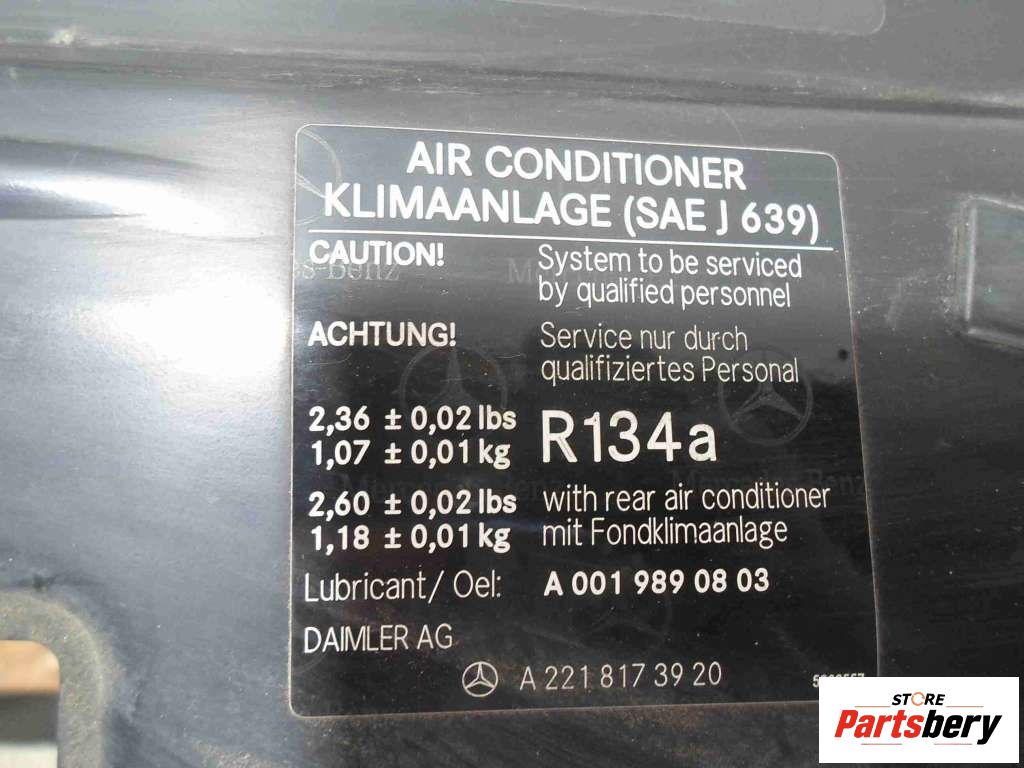 AIR CONDITIONER
KLIMAANLAGE (SAE J 639)
CAUTION! System to be serviced
by qualified personnel
ACHTUNG! Service nur durch
qualifiziertes Personal
2,36 ± 0,02 lbs R134a
1,07 ± 0,01 kg
2,60 ± 0,02 lbs with rear air conditioner
1,18 ± 0,01 kg mit Fondklimaanlage
Lubricant/ Oel: A 001 989 08 03
DAIMLER AG
A 221 817 39 20
STORE
Partsbery